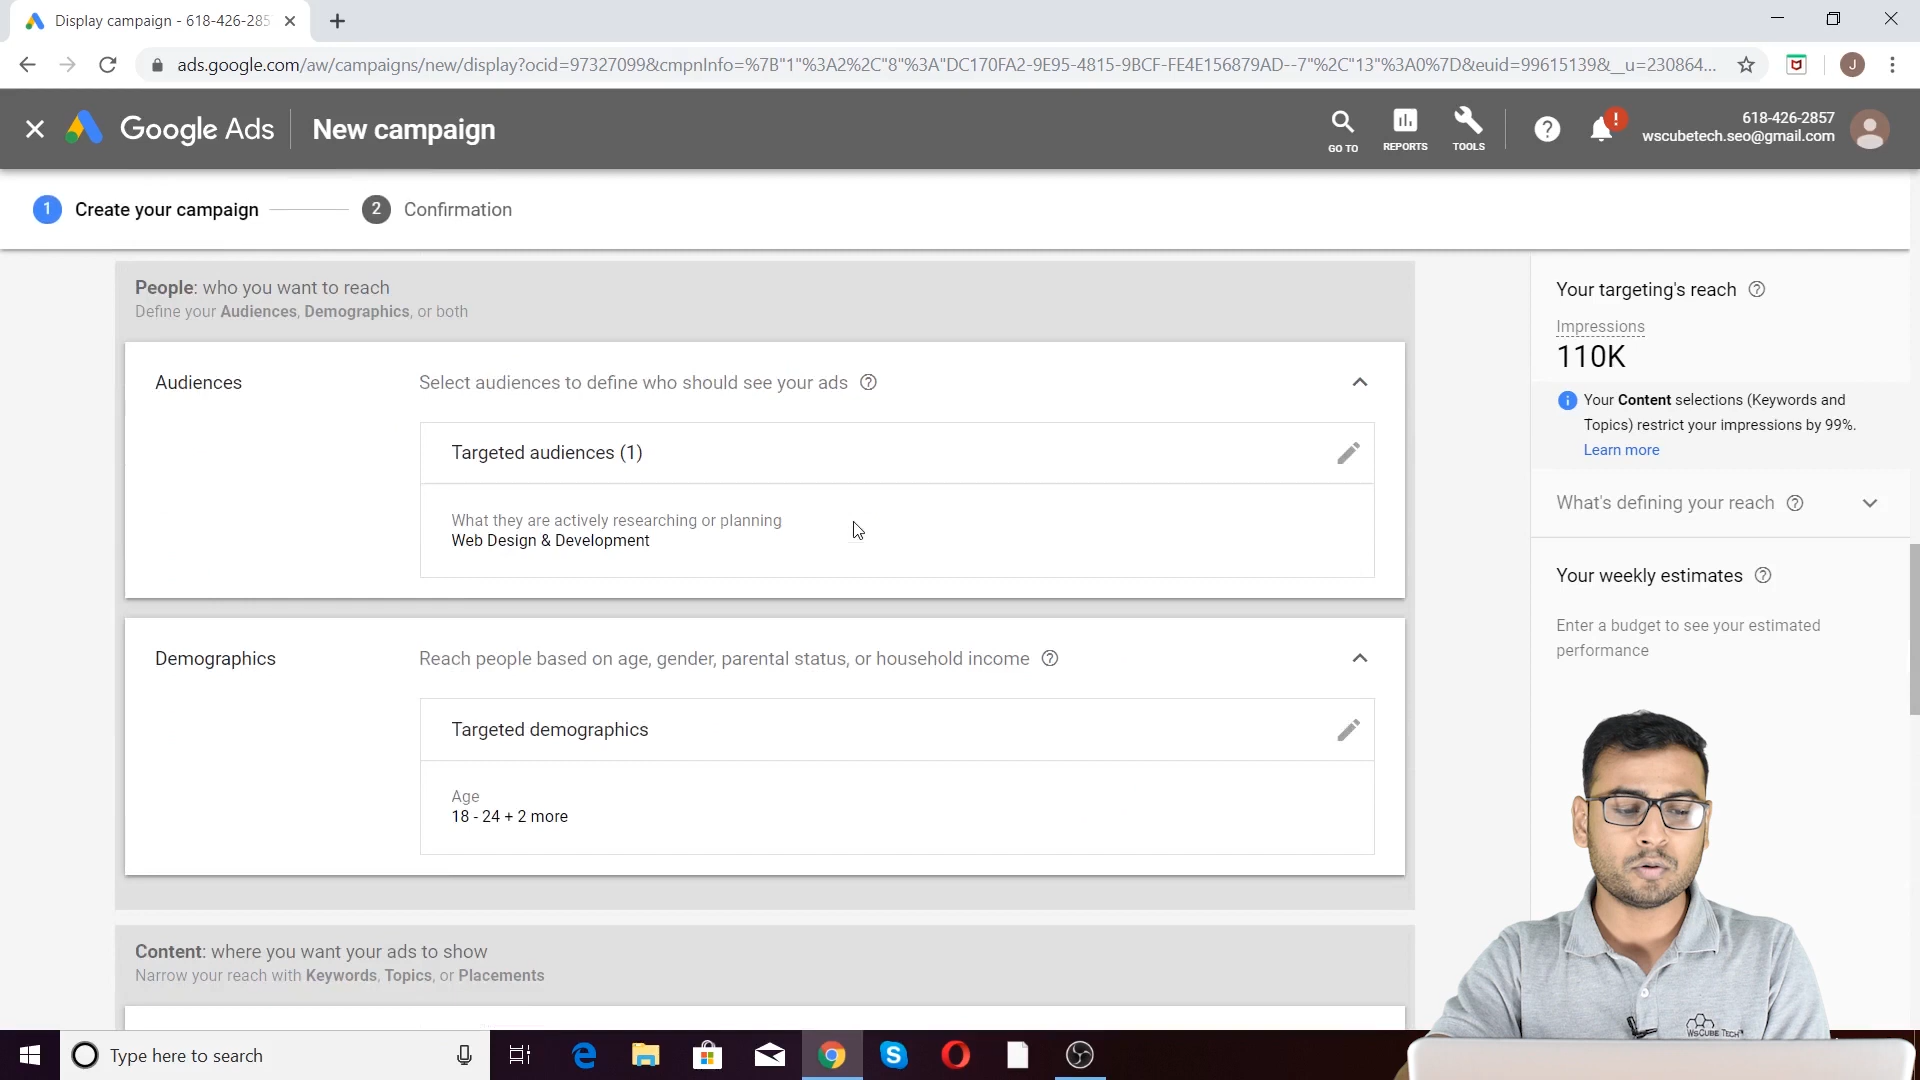 Display campaign - 618-426-285
ads.google.com/aw/campaigns/new/display?ocid=97327099&cmpnInfo=%7B"1"%3A2%2C"8"%3A"DC170FA2-9E95-4815-9BCF-FE4E156879AD--7"%2C"13"%3A0%7D&euid=99615139&__u=230864...
J
Google Ads
New campaign
GO TO
REPORTS
TOOLS
618-426-2857
wscubetech.seo@gmail.com
1 Create your campaign
2 Confirmation
People: who you want to reach
Define your Audiences, Demographics, or both
Audiences
Select audiences to define who should see your ads
Targeted audiences (1)
What they are actively researching or planning
Web Design & Development
Demographics
Reach people based on age, gender, parental status, or household income
Targeted demographics
Age
18 - 24 + 2 more
Content: where you want your ads to show
Narrow your reach with Keywords, Topics, or Placements
Your targeting's reach
Impressions
110K
Your Content selections (Keywords and
Topics) restrict your impressions by 99%.
Learn more
What's defining your reach
Your weekly estimates
Enter a budget to see your estimated
performance
WSCUBE TECH
Type here to search